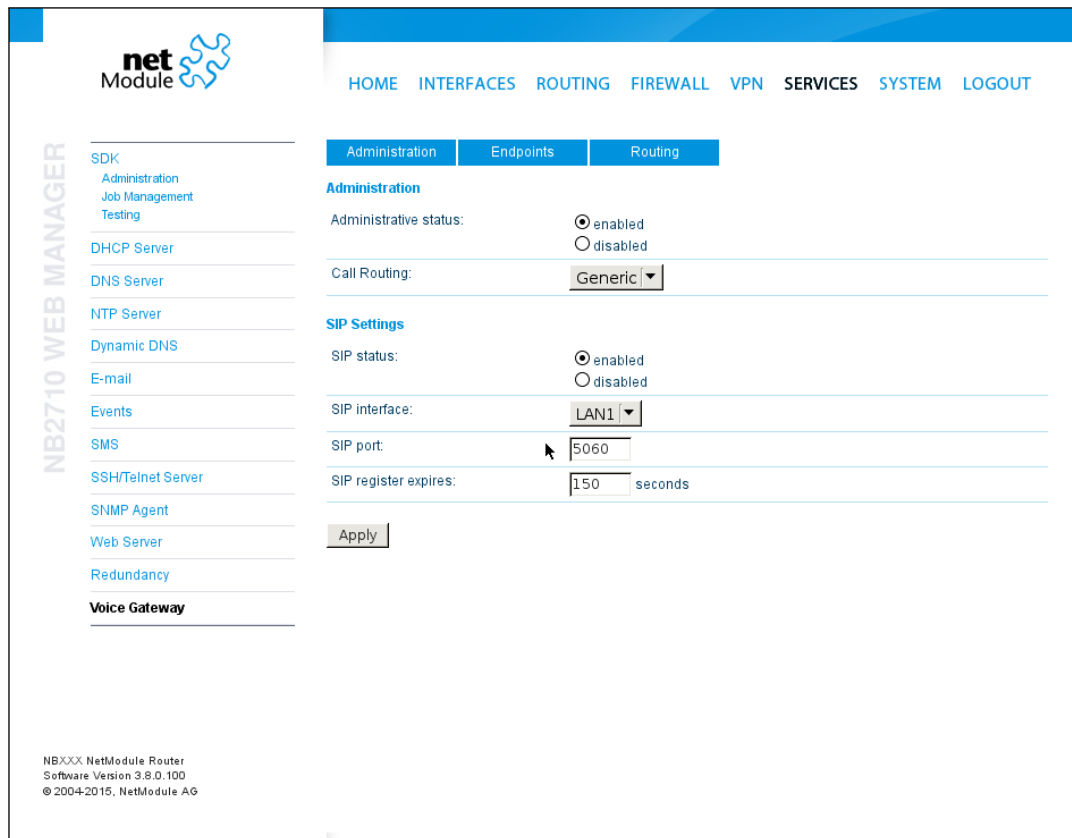 net
Module
HOME INTERFACES ROUTING FIREWALL VPN SERVICES SYSTEM LOGOUT
NB2710 WEB MANAGER
SDK
Administration
Job Management
Testing
DHCP Server
DNS Server
NTP Server
Dynamic DNS
E-mail
Events
SMS
SSH/Telnet Server
SNMP Agent
Web Server
Redundancy
Voice Gateway
Administration Endpoints Routing
Administration
Administrative status: enabled
disabled
Call Routing: Generic
SIP Settings
SIP status: enabled
disabled
SIP interface: LAN1
SIP port: 5060
SIP register expires: 150 seconds
Apply
NBXXX NetModule Router
Software Version 3.8.0.100
© 2004-2015, NetModule AG